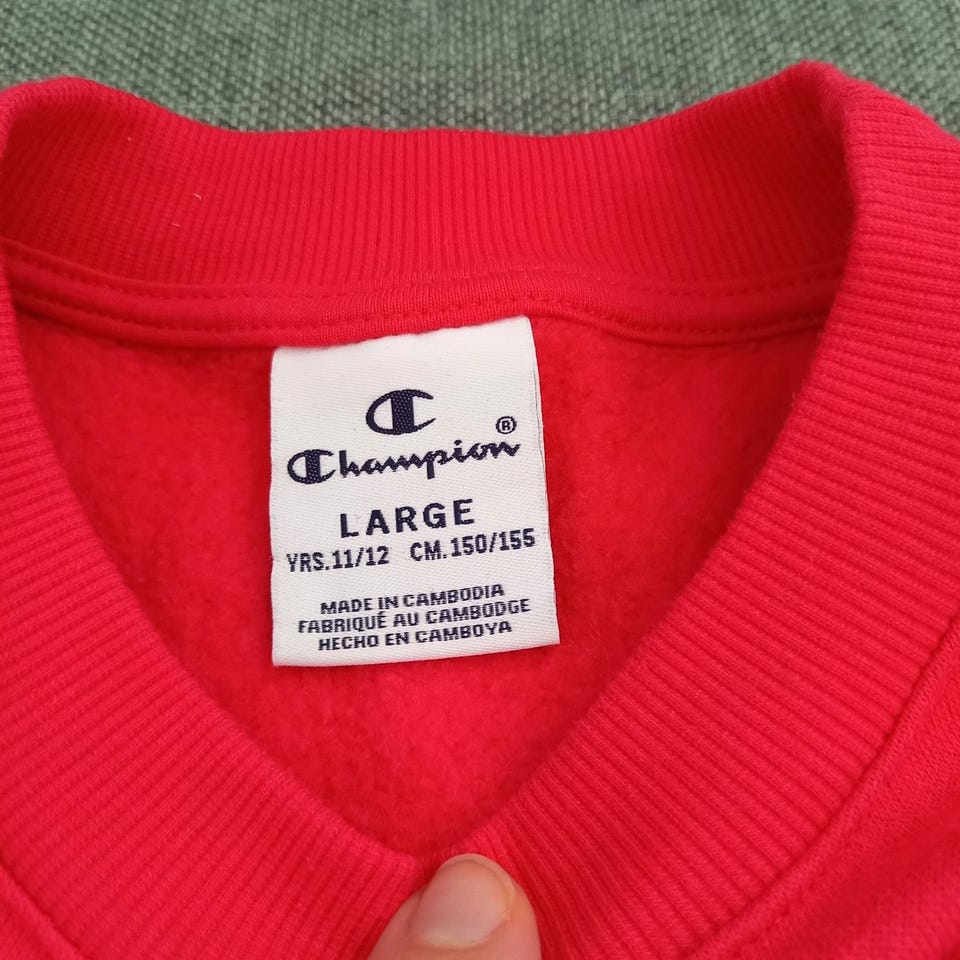 Champion®
LARGE
YRS.11/12 CM.150/155
MADE IN CAMBODIA
FABRIQUÉ AU CAMBODGE
HECHO EN CAMBOYA